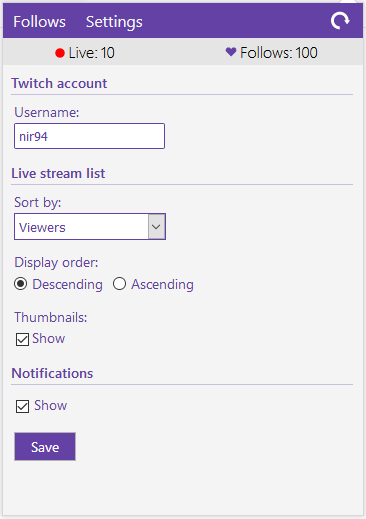 Follows Settings
Live: 10 Follows: 100
Twitch account
Username:
nir94
Live stream list
Sort by:
Viewers
Display order:
Descending Ascending
Thumbnails:
Show
Notifications
Show
Save